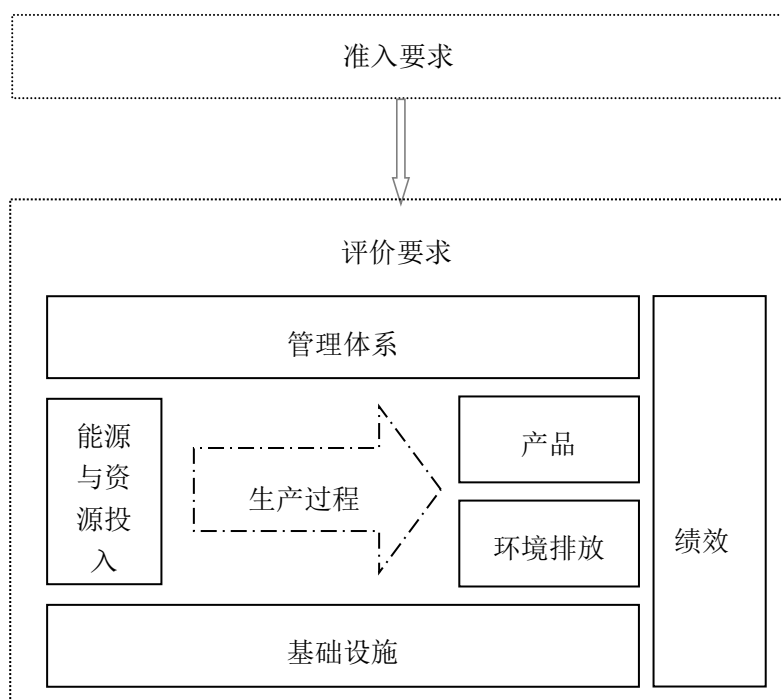 准入要求
评价要求
管理体系
能源
与资
源投
入
生产过程
产品
环境排放
绩效
基础设施